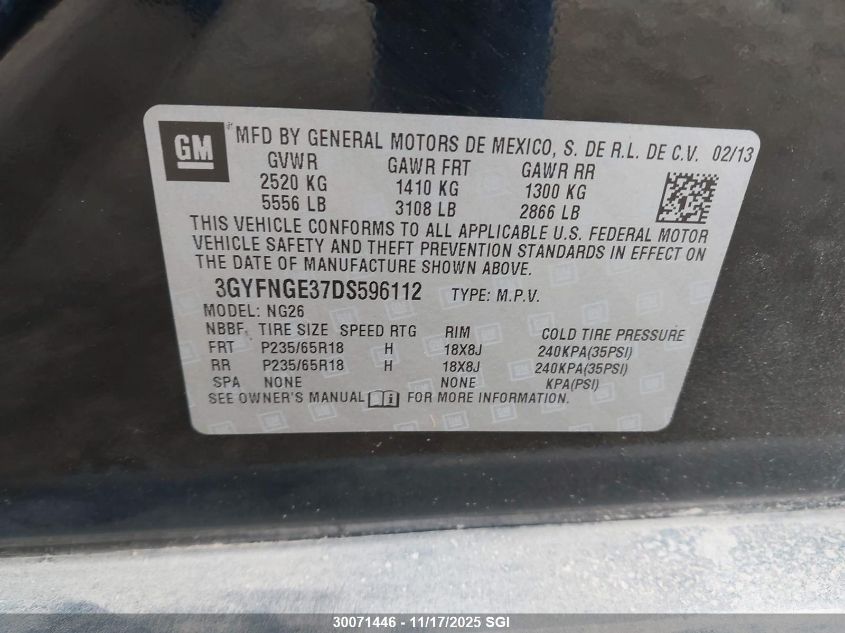 GM
*MFD BY GENERAL MOTORS DE MEXICO, S. DE R.L. DE C.V. 02/13
GVWR GAWR FRT GAWR RR
2520 KG 1410 KG 1300 KG
5556 LB 3108 LB 2866 LB
THIS VEHICLE CONFORMS TO ALL APPLICABLE U.S. FEDERAL MOTOR
VEHICLE SAFETY AND THEFT PREVENTION STANDARDS IN EFFECT ON
THE DATE OF MANUFACTURE SHOWN ABOVE.
3GYFNGE37DS596112 TYPE: M.P.V.
MODEL: NG26
NBBF TIRE SIZE SPEED RTG RIM COLD TIRE PRESSURE
FRT P235/65R18 H 18X8J 240KPA(35PSI)
RR P235/65R18 H 18X8J 240KPA(35PSI)
SPA NONE NONE KPA(PSI)
SEE OWNER'S MANUAL FOR MORE INFORMATION.
30071446 - 11/17/2025 SGI